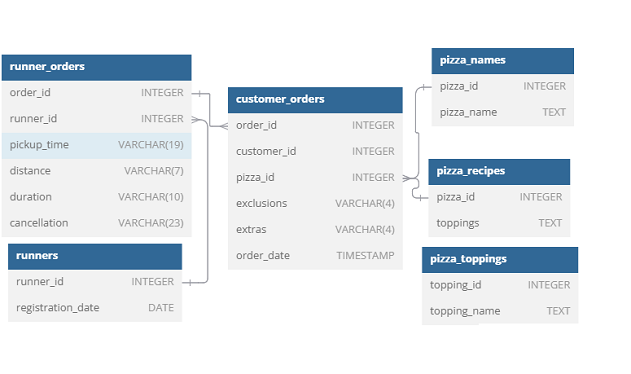 runner_orders
order_id INTEGER
runner_id INTEGER
pickup_time VARCHAR(19)
distance VARCHAR(7)
duration VARCHAR(10)
cancellation VARCHAR(23)
runners
runner_id INTEGER
registration_date DATE
customer_orders
order_id INTEGER
customer_id INTEGER
pizza_id INTEGER
exclusions VARCHAR(4)
extras VARCHAR(4)
order_date TIMESTAMP
pizza_names
pizza_id INTEGER
pizza_name TEXT
pizza_recipes
pizza_id INTEGER
toppings TEXT
pizza_toppings
topping_id INTEGER
topping_name TEXT